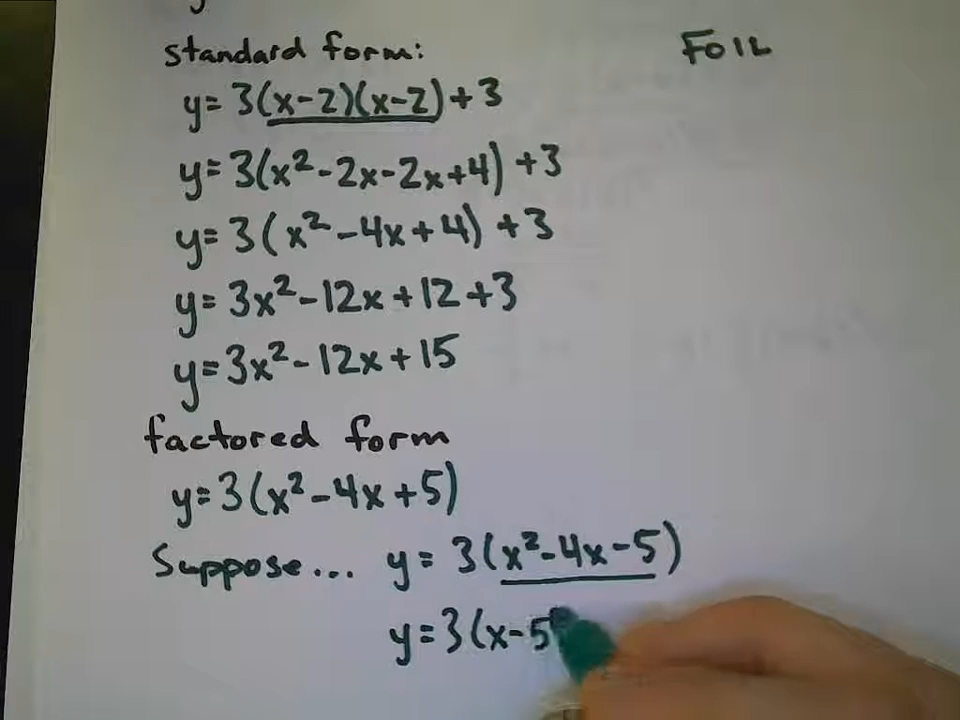 standard form: FOIL
y=3(x-2)(x-2)+3
y=3(x²-2x-2x+4)+3
y=3(x²-4x+4)+3
y=3x²-12x+12+3
y=3x²-12x+15
factored form
y=3(x²-4x+5)
Suppose... y=3(x²-4x-5)
y=3(x-5